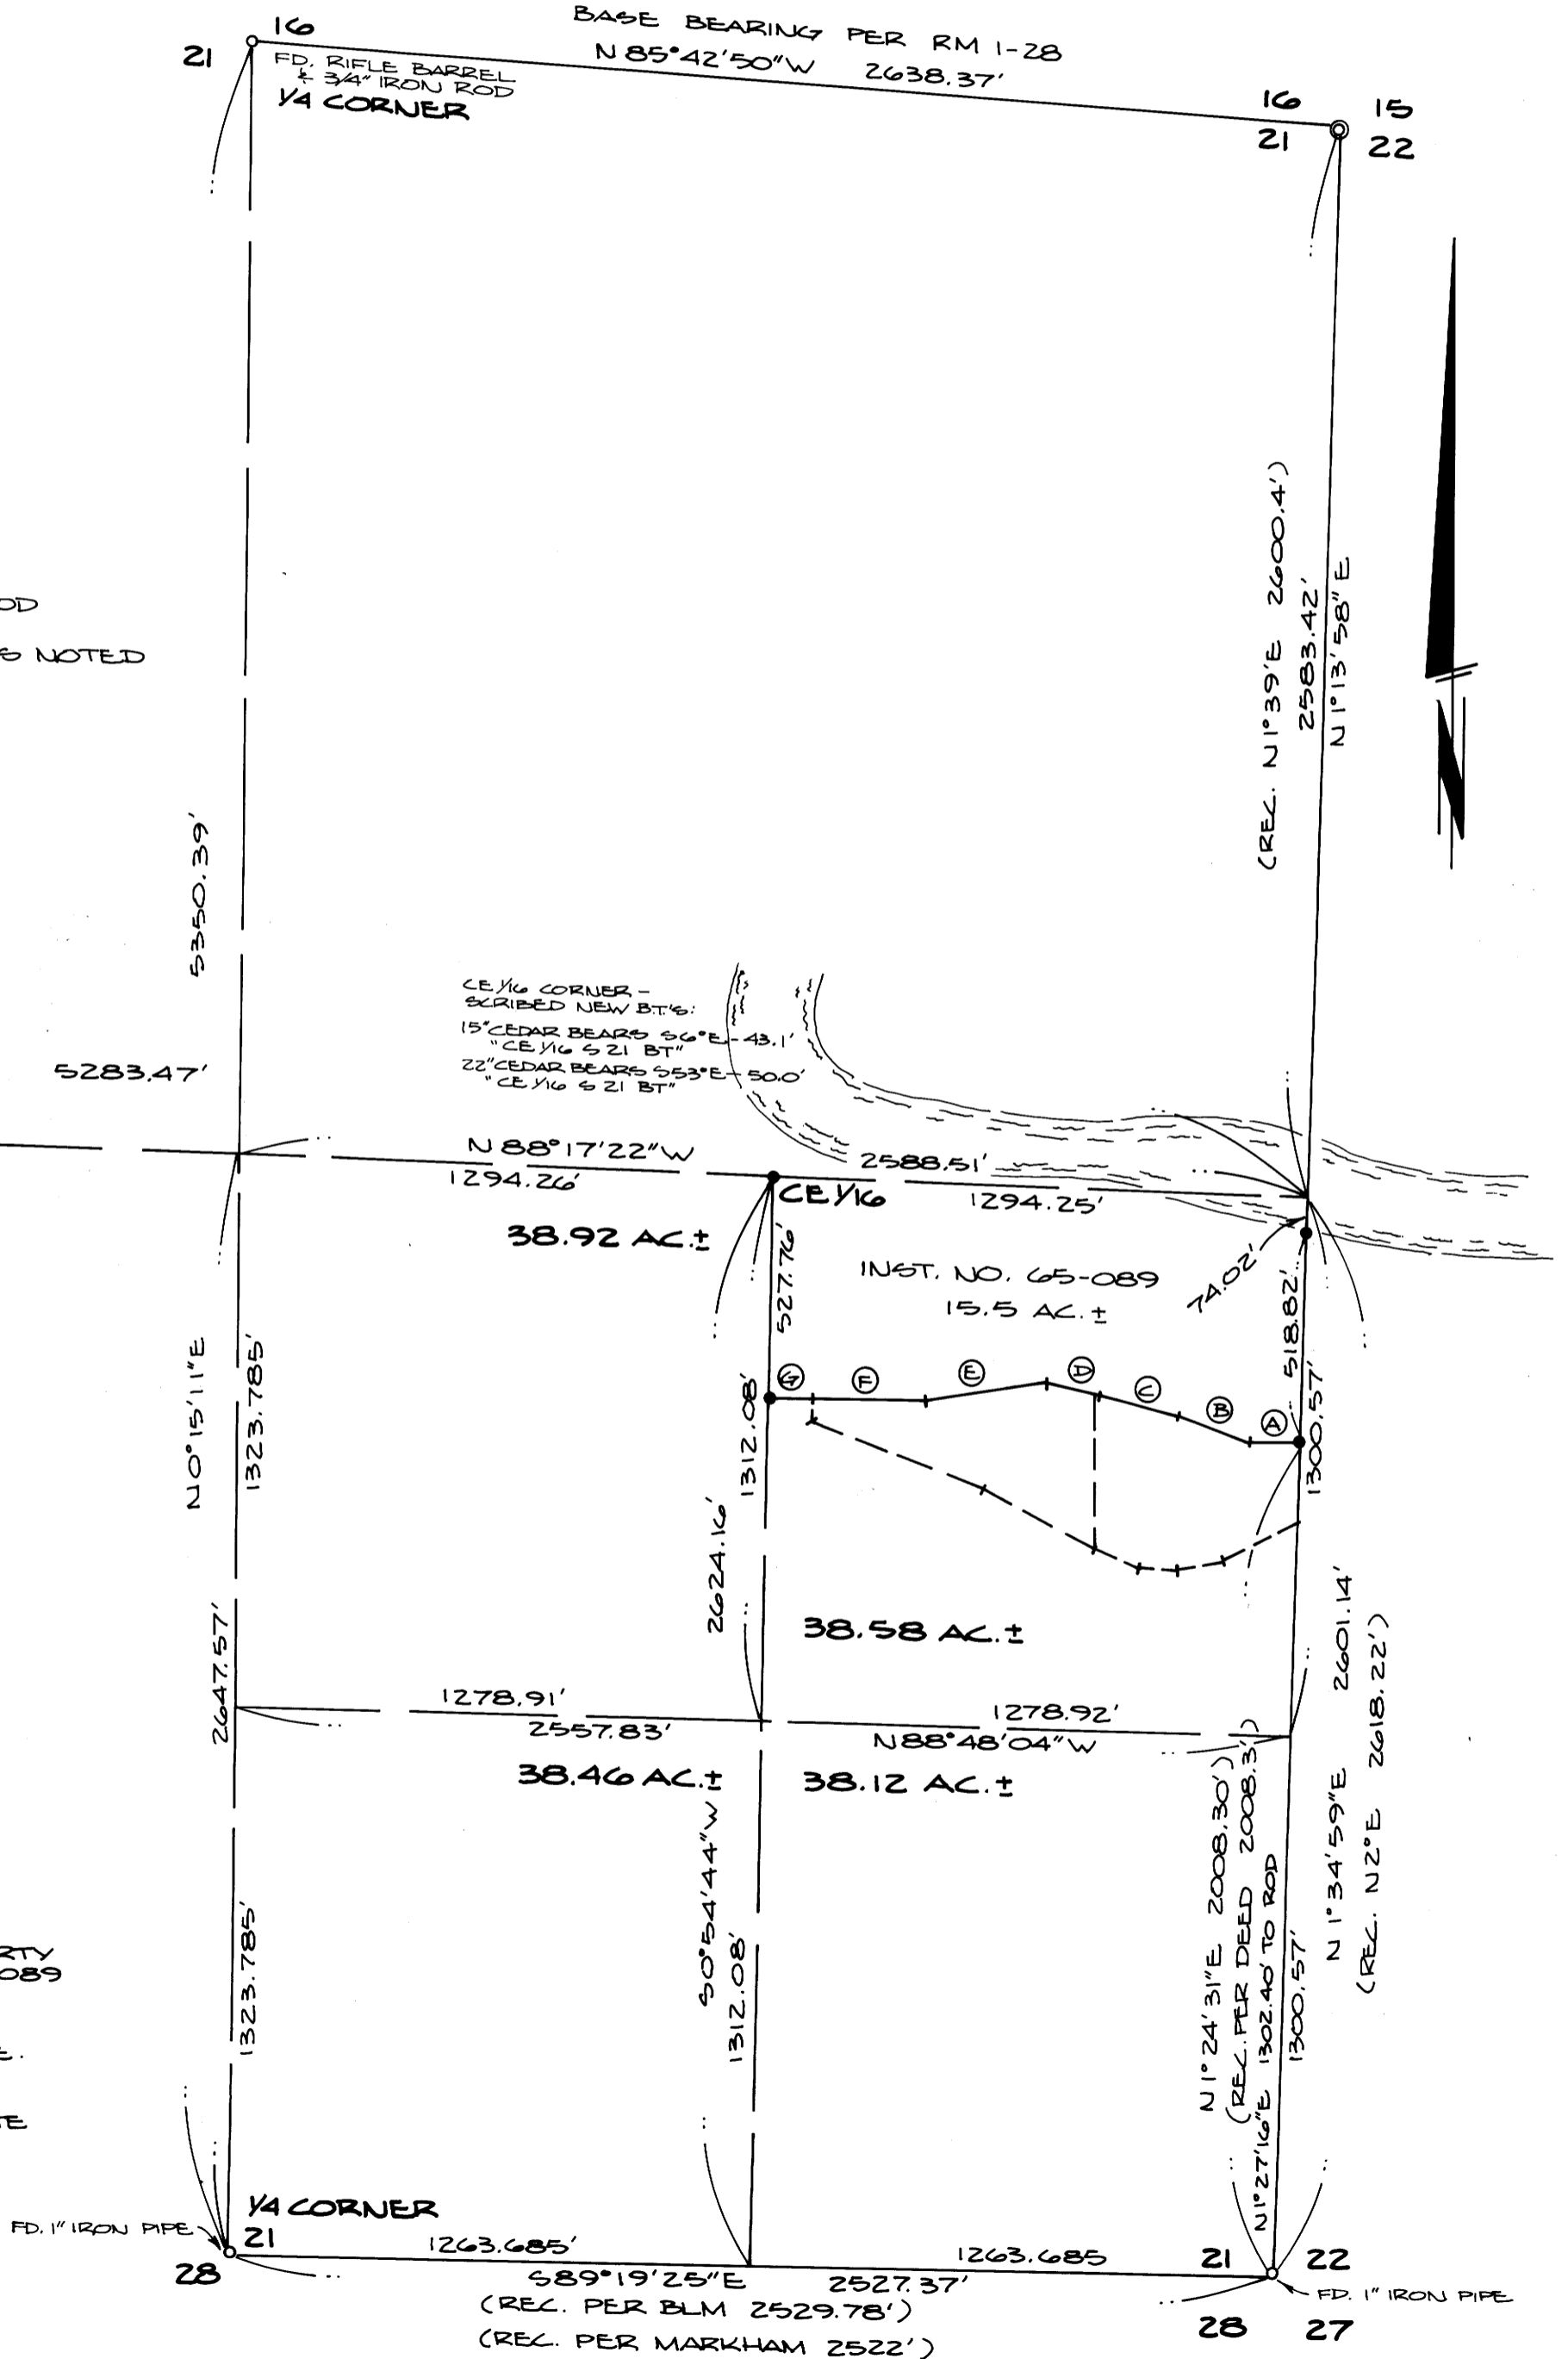 BASE BEARING PER RM 1-28
N 85°42'50"W 2638.37'
16
21
FD. RIFLE BARREL
& 3/4" IRON ROD
1/4 CORNER
16 15
21 22
(REC. N1°39'E 2600.4')
2583.42'
N 1°13'58" E
N
OD
S NOTED
5350.39'
CE 1/16 CORNER –
SCRIBED NEW B.T.'S:
15" CEDAR BEARS S6°E - 43.1'
"CE 1/16 S 21 BT"
22" CEDAR BEARS S53°E - 50.0'
"CE 1/16 S 21 BT"
5283.47'
N 88°17'22"W
2588.51'
1294.26'
CE 1/16
1294.25'
38.92 AC.±
527.76'
INST. NO. 65-089
15.5 AC.±
74.02'
518.82'
G F E D C B A
N0°15'11"E
1323.785'
1312.08'
1300.57'
2624.16'
38.58 AC.±
2647.57'
2601.14'
(REC. N2°E 2618.22')
N 1°34'59"E
1278.91'
2557.83'
1278.92'
N88°48'04"W
38.46 AC.±
38.12 AC.±
S0°54'44"W
1312.08'
N1°24'31"E 2008.30')
(REC. PER DEED 2008.3')
N1°27'16"E 1302.40' TO ROD
1300.57'
RTY
089
E.
TE
1323.785'
1/4 CORNER
FD. 1" IRON PIPE
21
28
1263.685'
1263.685
S89°19'25"E 2527.37'
(REC. PER BLM 2529.78')
(REC. PER MARKHAM 2522')
21 22
FD. 1" IRON PIPE
28 27